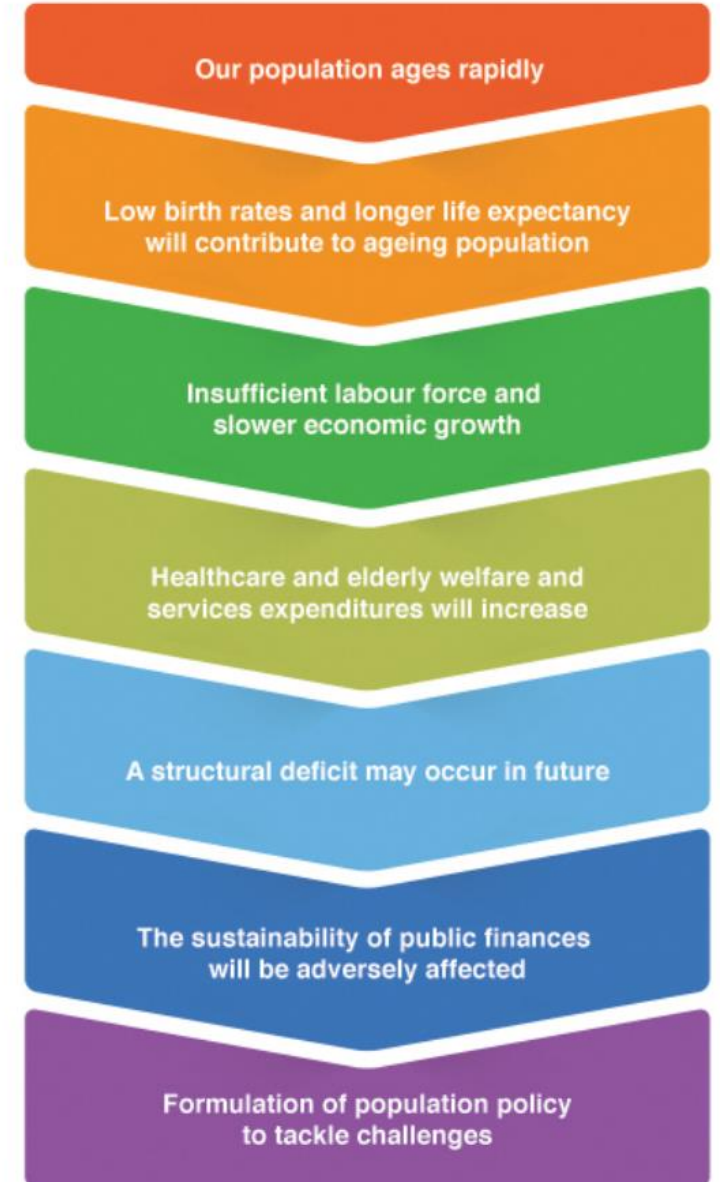 Our population ages rapidly
Low birth rates and longer life expectancy
will contribute to ageing population
Insufficient labour force and
slower economic growth
Healthcare and elderly welfare and
services expenditures will increase
A structural deficit may occur in future
The sustainability of public finances
will be adversely affected
Formulation of population policy
to tackle challenges